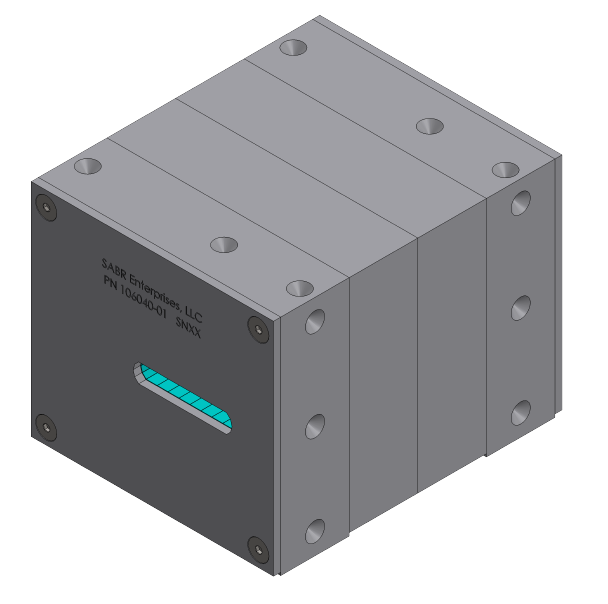 SABR Enterprises, LLC
PN 106040-01 SNXX